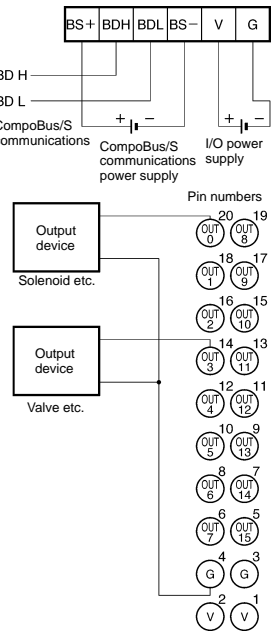 BS+ BDH BDL BS− V G
BD H
BD L
CompoBus/S
communications
+ −
CompoBus/S
communications
power supply
+ −
I/O power
supply
Pin numbers
20 19
OUT 0 OUT 8
18 17
OUT 1 OUT 9
16 15
OUT 2 OUT 10
14 13
OUT 3 OUT 11
12 11
OUT 4 OUT 12
10 9
OUT 5 OUT 13
8 7
OUT 6 OUT 14
6 5
OUT 7 OUT 15
4 3
G G
2 1
V V
Output
device
Solenoid etc.
Output
device
Valve etc.